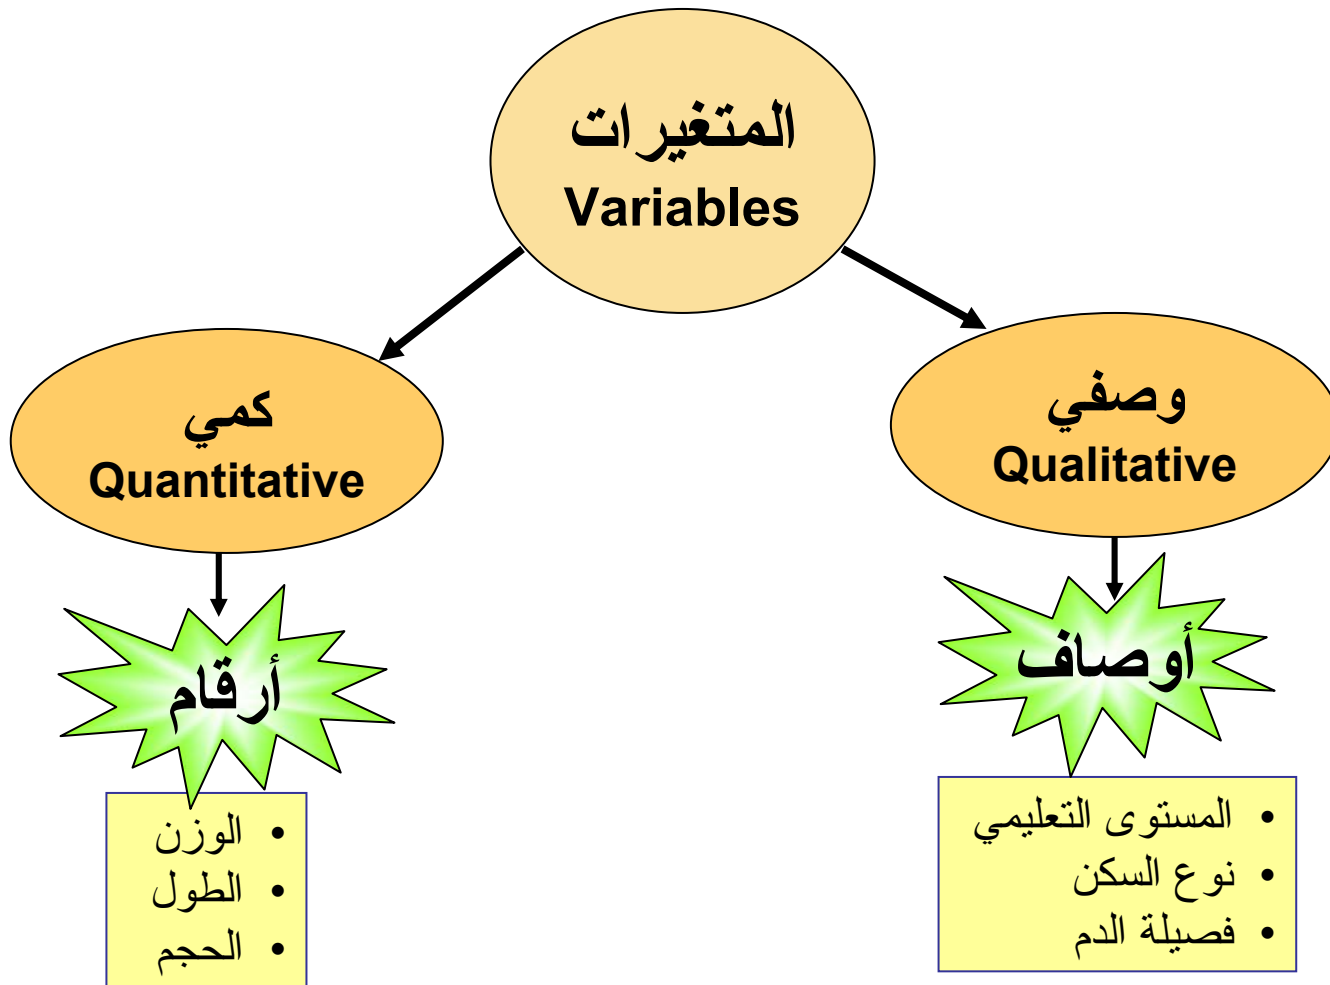 المتغيرات
Variables
وصفي
Qualitative
أوصاف
• المستوى التعليمي
• نوع السكن
• فصيلة الدم
كمي
Quantitative
أرقام
• الوزن
• الطول
• الحجم